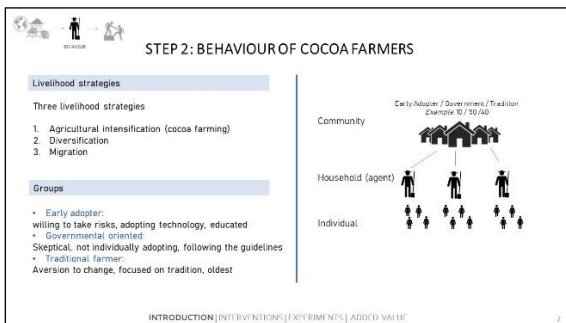 BEHAVIOUR
STEP 2: BEHAVIOUR OF COCOA FARMERS
Livelihood strategies
Three livelihood strategies
1. Agricultural intensification (cocoa farming)
2. Diversification
3. Migration
Groups
• Early adopter:
willing to take risks, adopting technology, educated
• Governmental oriented:
Skeptical, not individually adopting, following the guidelines
• Traditional farmer:
Aversion to change, focused on tradition, oldest
Early Adopter / Government / Tradition
Example: 10 / 50 /40
Community
Household (agent)
Individual
INTRODUCTION | INTERVENTIONS | EXPERIMENTS | ADDED-VALUE
7